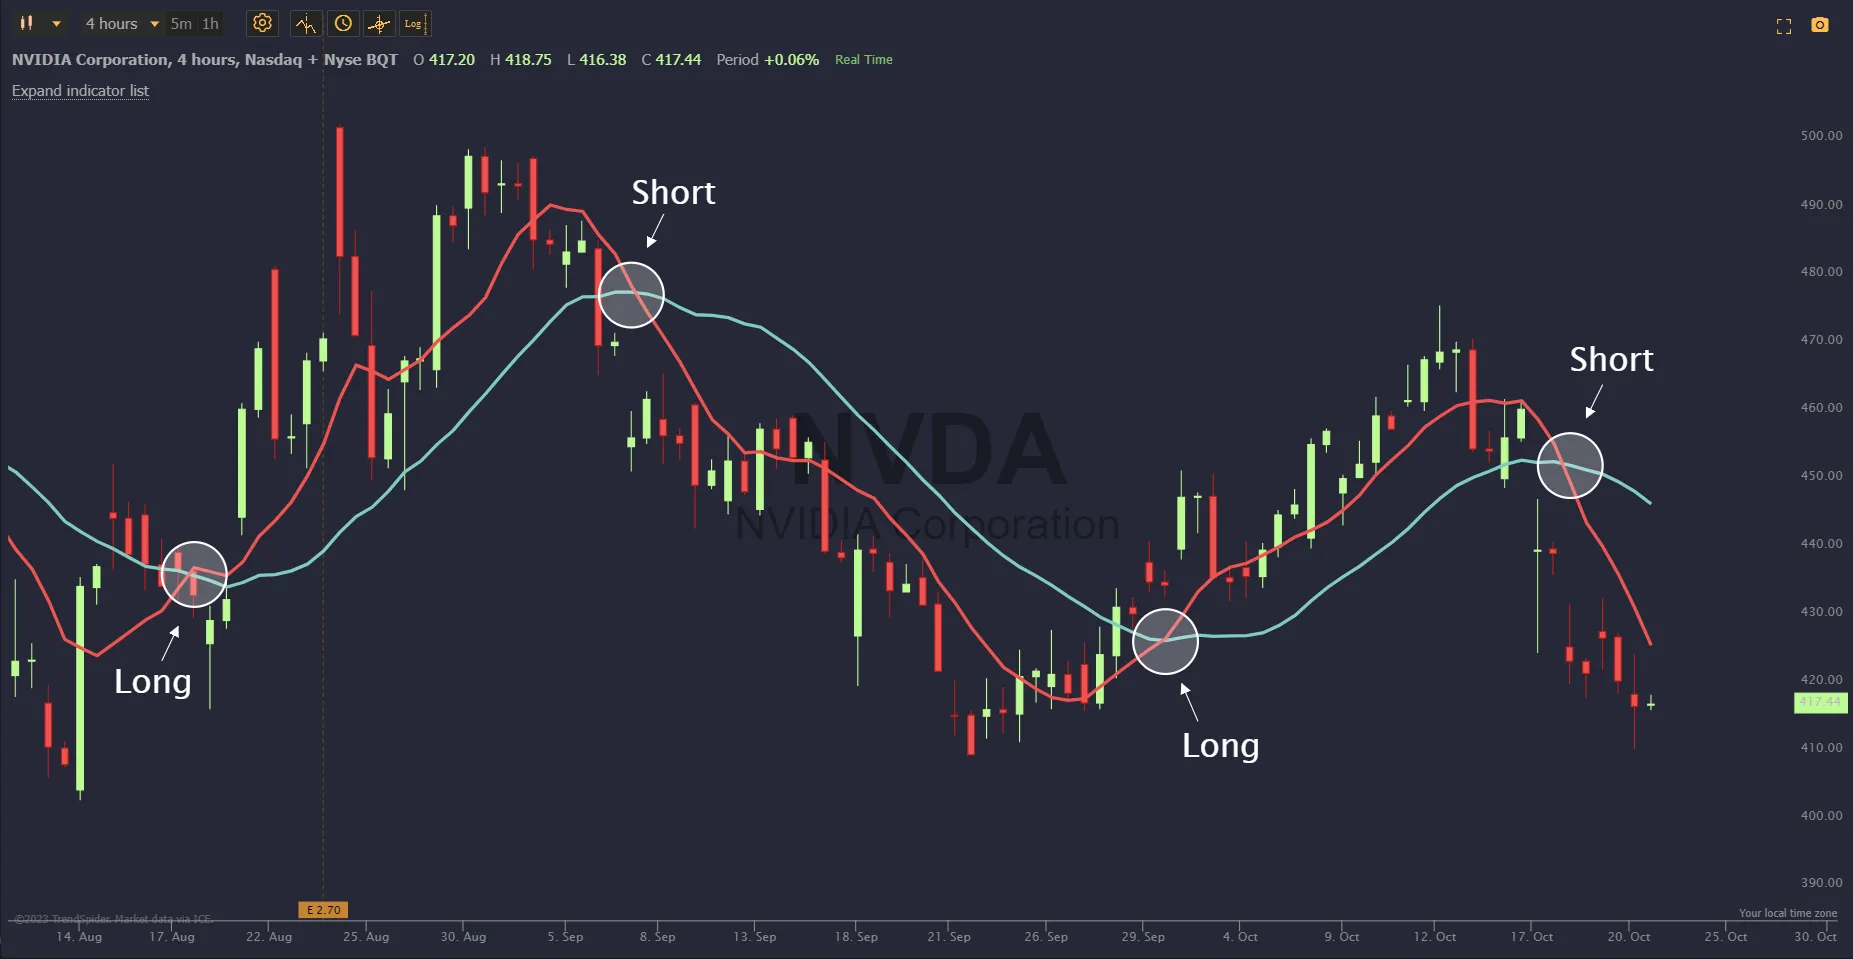 4 hours 5m 1h Log
NVIDIA Corporation, 4 hours, Nasdaq + Nyse BQT O 417.20 H 418.75 L 416.38 C 417.44 Period +0.06% Real Time
Expand indicator list
500.00
Short
490.00
480.00
470.00
Short
460.00
NVDA
450.00
NVIDIA Corporation
440.00
430.00
Long
420.00
417.44
Long
410.00
400.00
390.00
E 2.70
©2023 TrendSpider. Market data via ICE.
Your local time zone
14. Aug 17. Aug 22. Aug 25. Aug 30. Aug 5. Sep 8. Sep 13. Sep 18. Sep 21. Sep 26. Sep 29. Sep 4. Oct 9. Oct 12. Oct 17. Oct 20. Oct 25. Oct 30. Oct